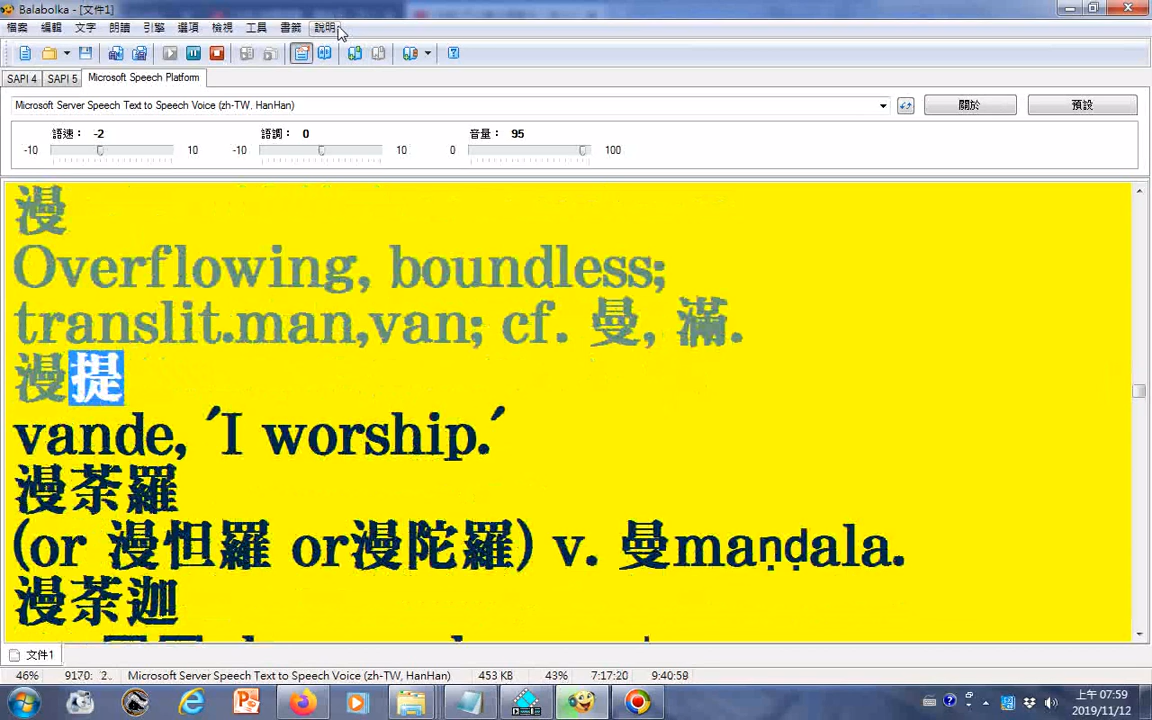 Balabolka - [文件1]
檔案 編輯 文字 朗讀 引擎 選項 檢視 工具 書籤 說明
SAPI 4 SAPI 5 Microsoft Speech Platform
Microsoft Server Speech Text to Speech Voice (zh-TW, HanHan) 關於 預設
語速： -2 語調： 0 音量： 95
-10 10 -10 10 0 100
漫
Overflowing, boundless;
translit.man,van; cf. 曼, 滿.
漫提
vande, 'I worship.'
漫荼羅
(or 漫怛羅 or漫陀羅) v. 曼maṇḍala.
漫荼迦
文件1
46% 9170: 2.. Microsoft Server Speech Text to Speech Voice (zh-TW, HanHan) 453 KB 43% 7:17:20 9:40:58
上午 07:59
2019/11/12